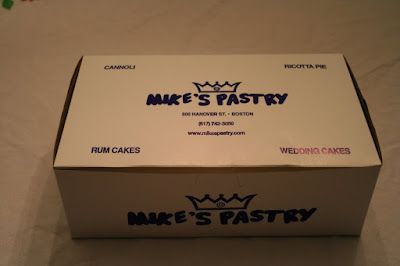 CANNOLI
RICOTTA PIE
MIKE'S PASTRY
300 HANOVER ST. • BOSTON
(617) 742-3050
www.mikespastry.com
RUM CAKES
WEDDING CAKES
MIKE'S PASTRY